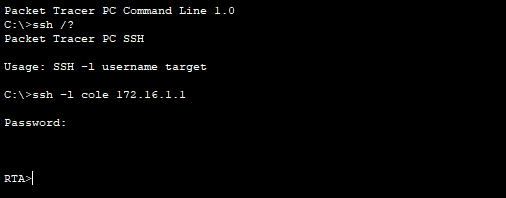 Packet Tracer PC Command Line 1.0
C:\>ssh /?
Packet Tracer PC SSH
Usage: SSH -l username target
C:\>ssh -l cole 172.16.1.1
Password:
RTA>